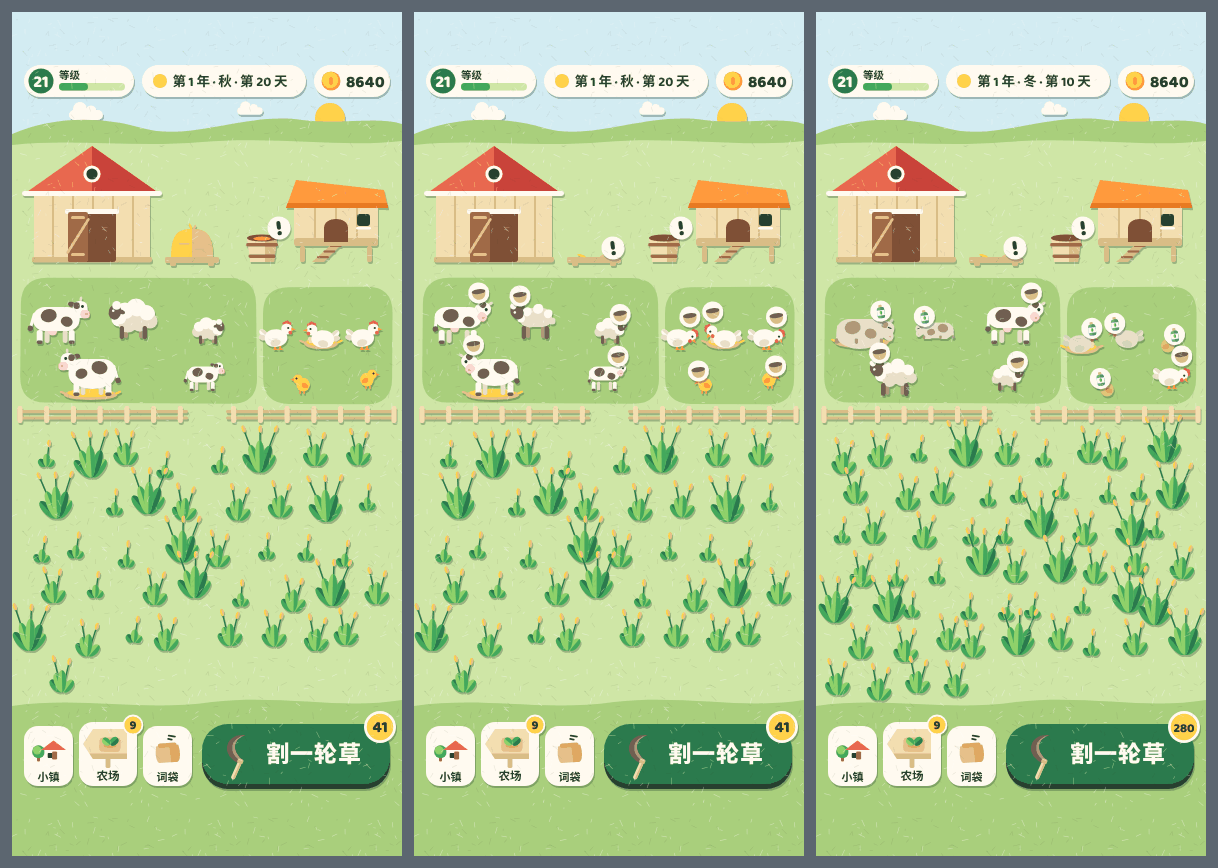 21 等级 第1年·秋·第20天 8640
!
9 41
小镇 农场 词袋 割一轮草
21 等级 第1年·秋·第20天 8640
!
!
9 41
小镇 农场 词袋 割一轮草
21 等级 第1年·冬·第10天 8640
!
!
9 280
小镇 农场 词袋 割一轮草